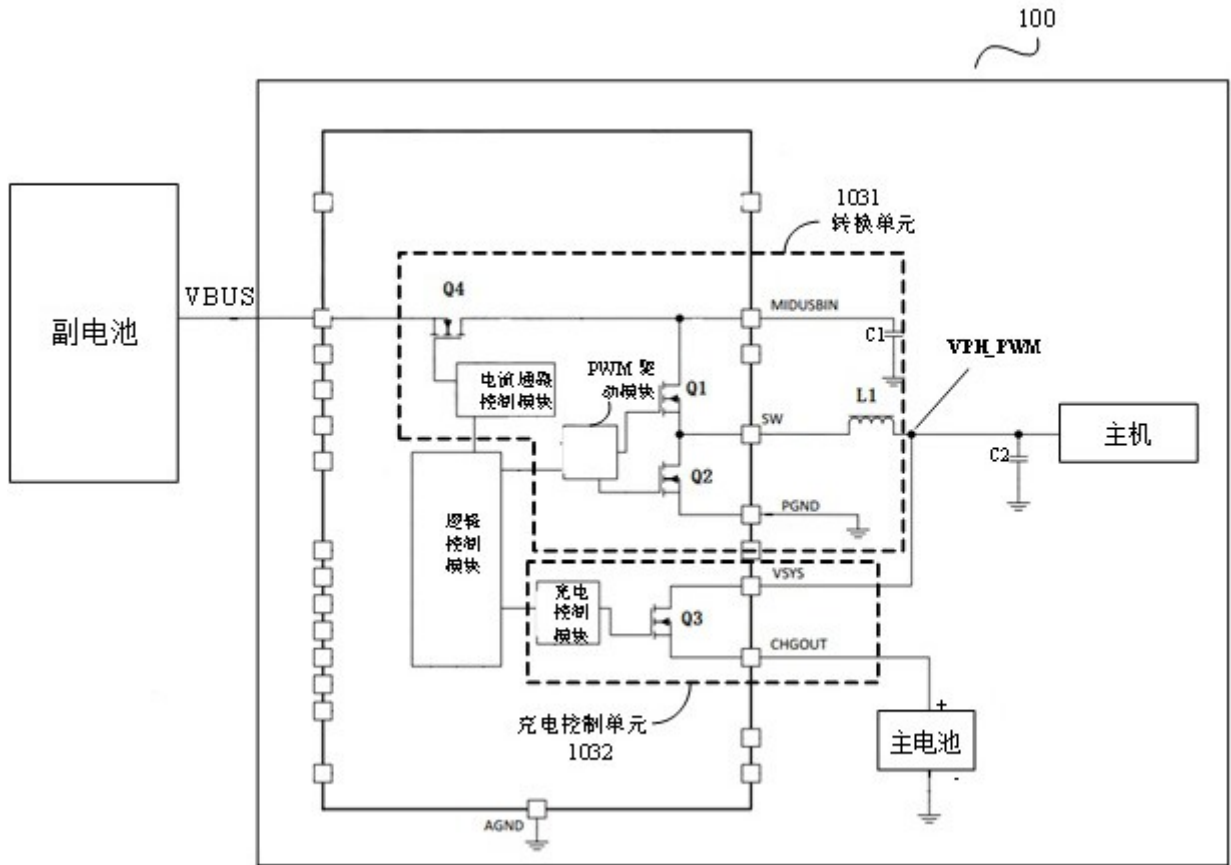 100
1031
转换单元
Q4
MIDUSBIN
VBUS
C1
VPH_PWM
副电池
电流通路
控制模块
PWM 驱
动模块
Q1
L1
SW
主机
C2
Q2
逻辑
控制
模块
PGND
VSYS
充电
控制
模块
Q3
CHGOUT
充电控制单元
1032
+
主电池
-
AGND